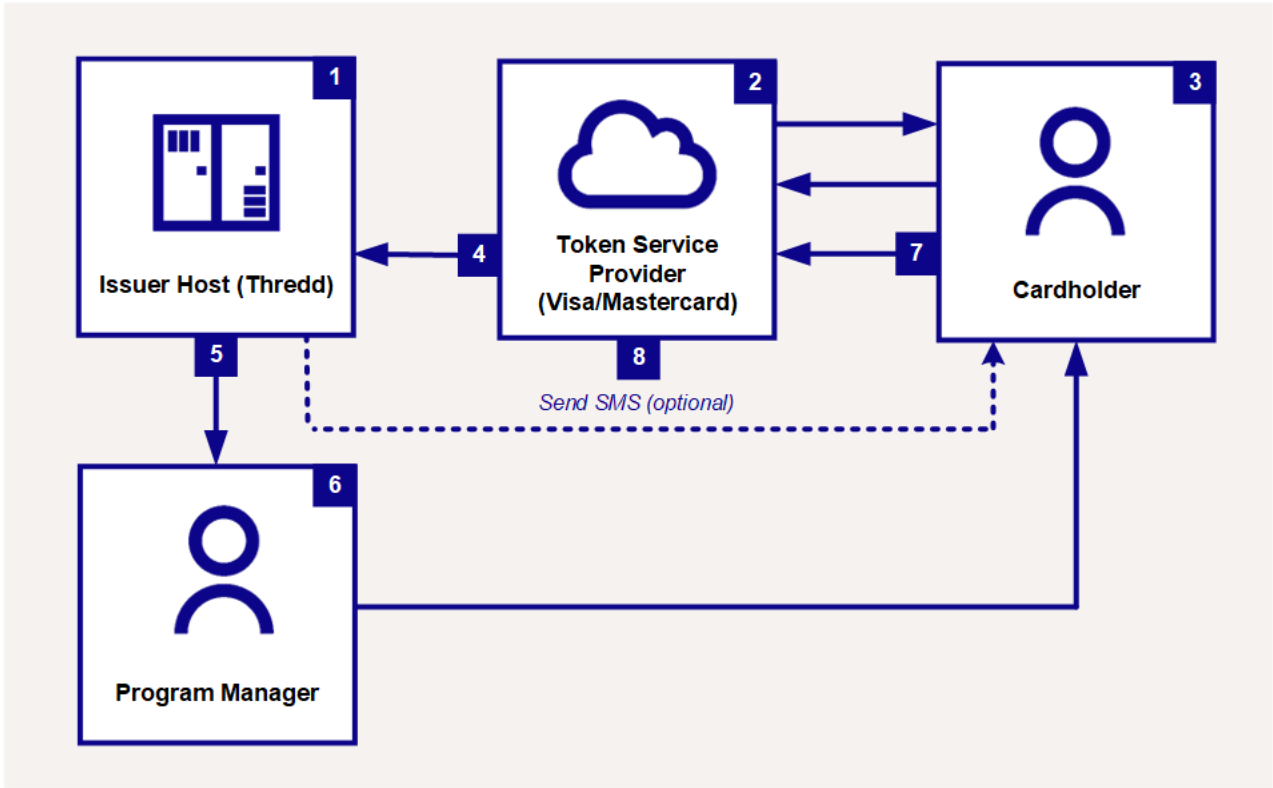 1
2
3
Issuer Host (Thredd)
Token Service
Provider
(Visa/Mastercard)
Cardholder
4
7
5
8
Send SMS (optional)
6
Program Manager